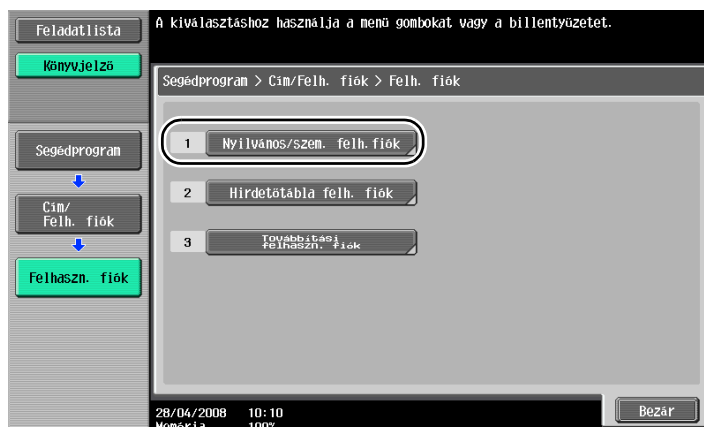 Feladatlista
A kiválasztáshoz használja a menü gombokat vagy a billentyűzetet.
Könyvjelző
Segédprogram > Cím/Felh. fiók > Felh. fiók
Segédprogram
Cím/
Felh. fiók
Felhaszn. fiók
1 Nyilvános/szem. felh.fiók
2 Hirdetőtábla felh. fiók
3 Továbbítási
felhaszn. fiók
28/04/2008 10:10
Memória 100%
Bezár